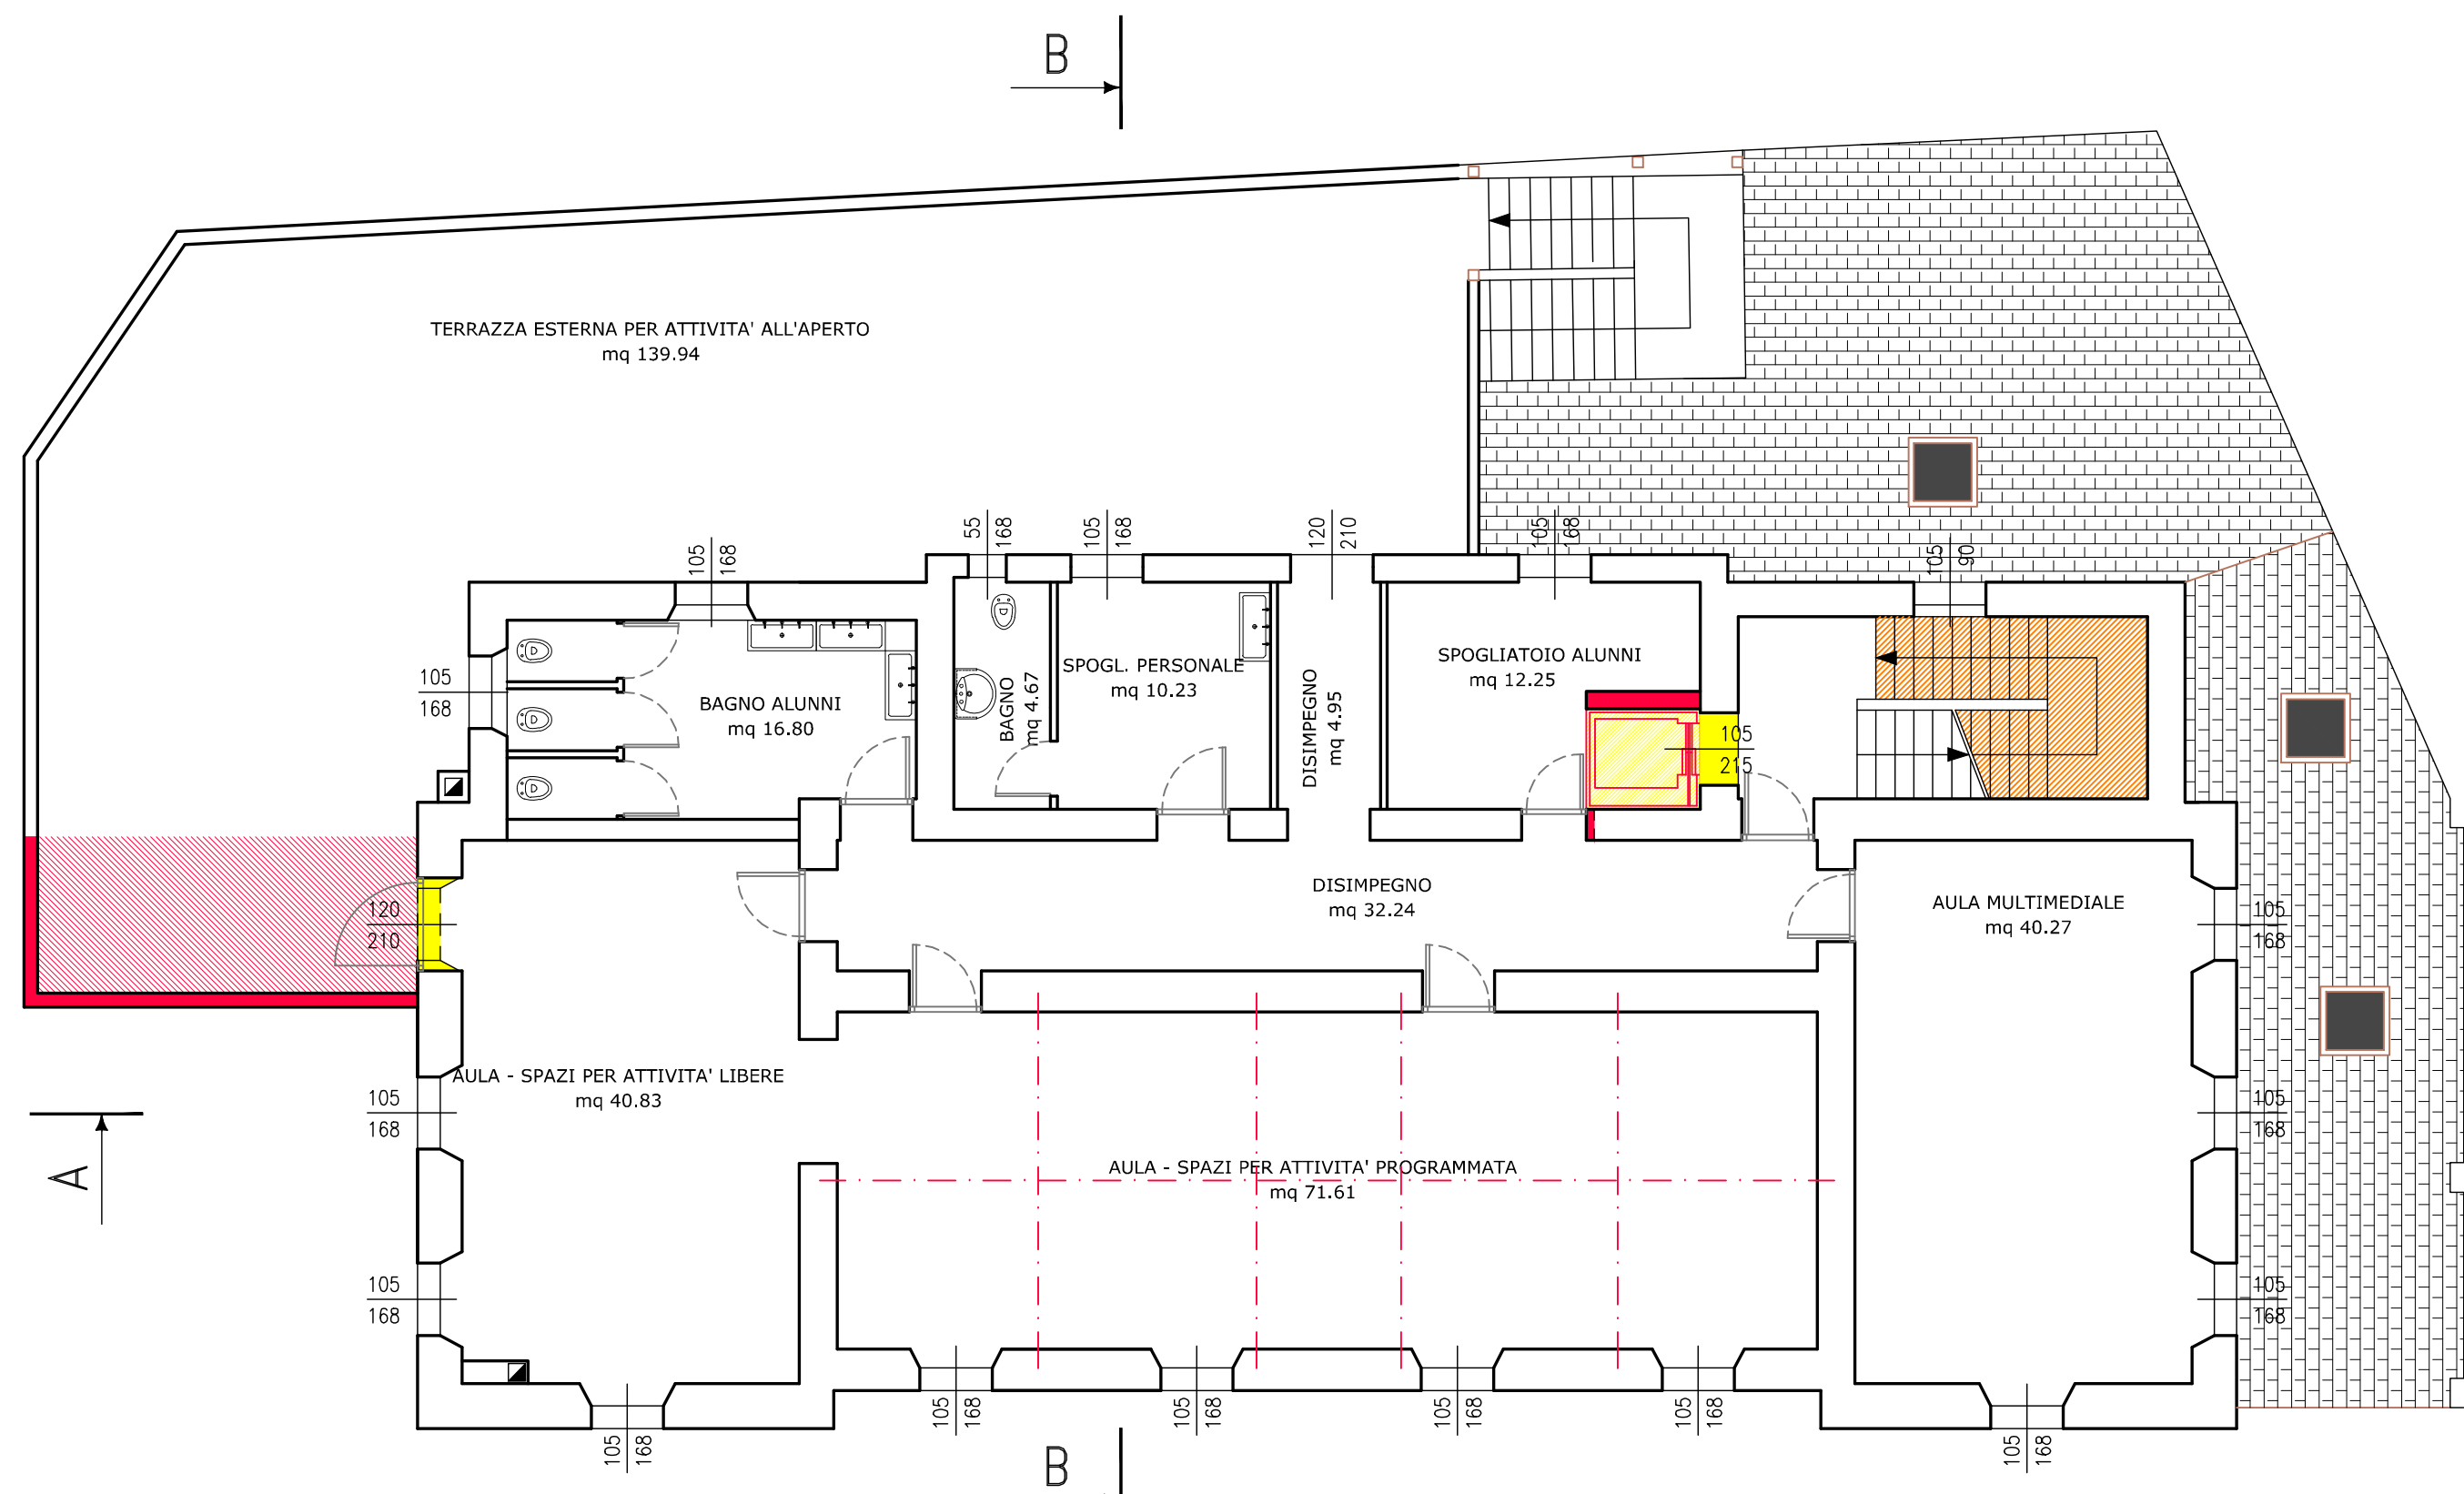 B
TERRAZZA ESTERNA PER ATTIVITA' ALL'APERTO
mq 139.94
55
168
105
168
120
210
105
168
105
90
105
168
105
168
BAGNO ALUNNI
mq 16.80
BAGNO
mq 4.67
SPOGL. PERSONALE
mq 10.23
DISIMPEGNO
mq 4.95
SPOGLIATOIO ALUNNI
mq 12.25
105
215
120
210
DISIMPEGNO
mq 32.24
AULA MULTIMEDIALE
mq 40.27
105
168
AULA - SPAZI PER ATTIVITA' LIBERE
mq 40.83
105
168
105
168
A
AULA - SPAZI PER ATTIVITA' PROGRAMMATA
mq 71.61
105
168
105
168
105
168
105
168
105
168
105
168
105
168
105
168
B